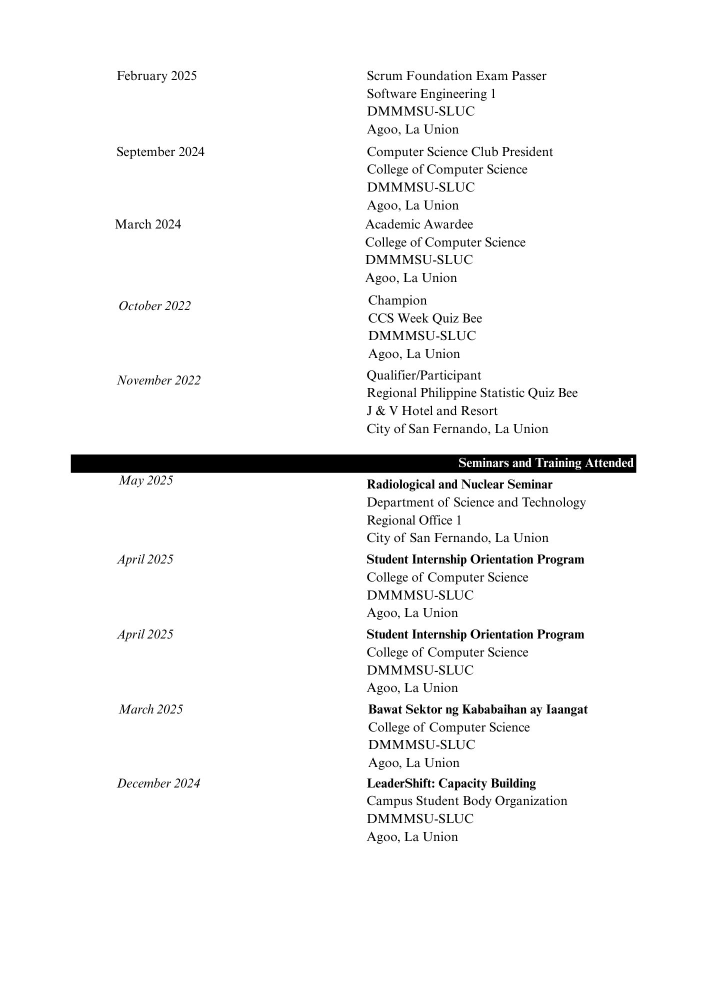 February 2025 Scrum Foundation Exam Passer
Software Engineering 1
DMMMSU-SLUC
Agoo, La Union
September 2024 Computer Science Club President
College of Computer Science
DMMMSU-SLUC
Agoo, La Union
March 2024 Academic Awardee
College of Computer Science
DMMMSU-SLUC
Agoo, La Union
October 2022 Champion
CCS Week Quiz Bee
DMMMSU-SLUC
Agoo, La Union
November 2022 Qualifier/Participant
Regional Philippine Statistic Quiz Bee
J & V Hotel and Resort
City of San Fernando, La Union
Seminars and Training Attended
May 2025 Radiological and Nuclear Seminar
Department of Science and Technology
Regional Office 1
City of San Fernando, La Union
April 2025 Student Internship Orientation Program
College of Computer Science
DMMMSU-SLUC
Agoo, La Union
April 2025 Student Internship Orientation Program
College of Computer Science
DMMMSU-SLUC
Agoo, La Union
March 2025 Bawat Sektor ng Kababaihan ay Iaangat
College of Computer Science
DMMMSU-SLUC
Agoo, La Union
December 2024 LeaderShift: Capacity Building
Campus Student Body Organization
DMMMSU-SLUC
Agoo, La Union